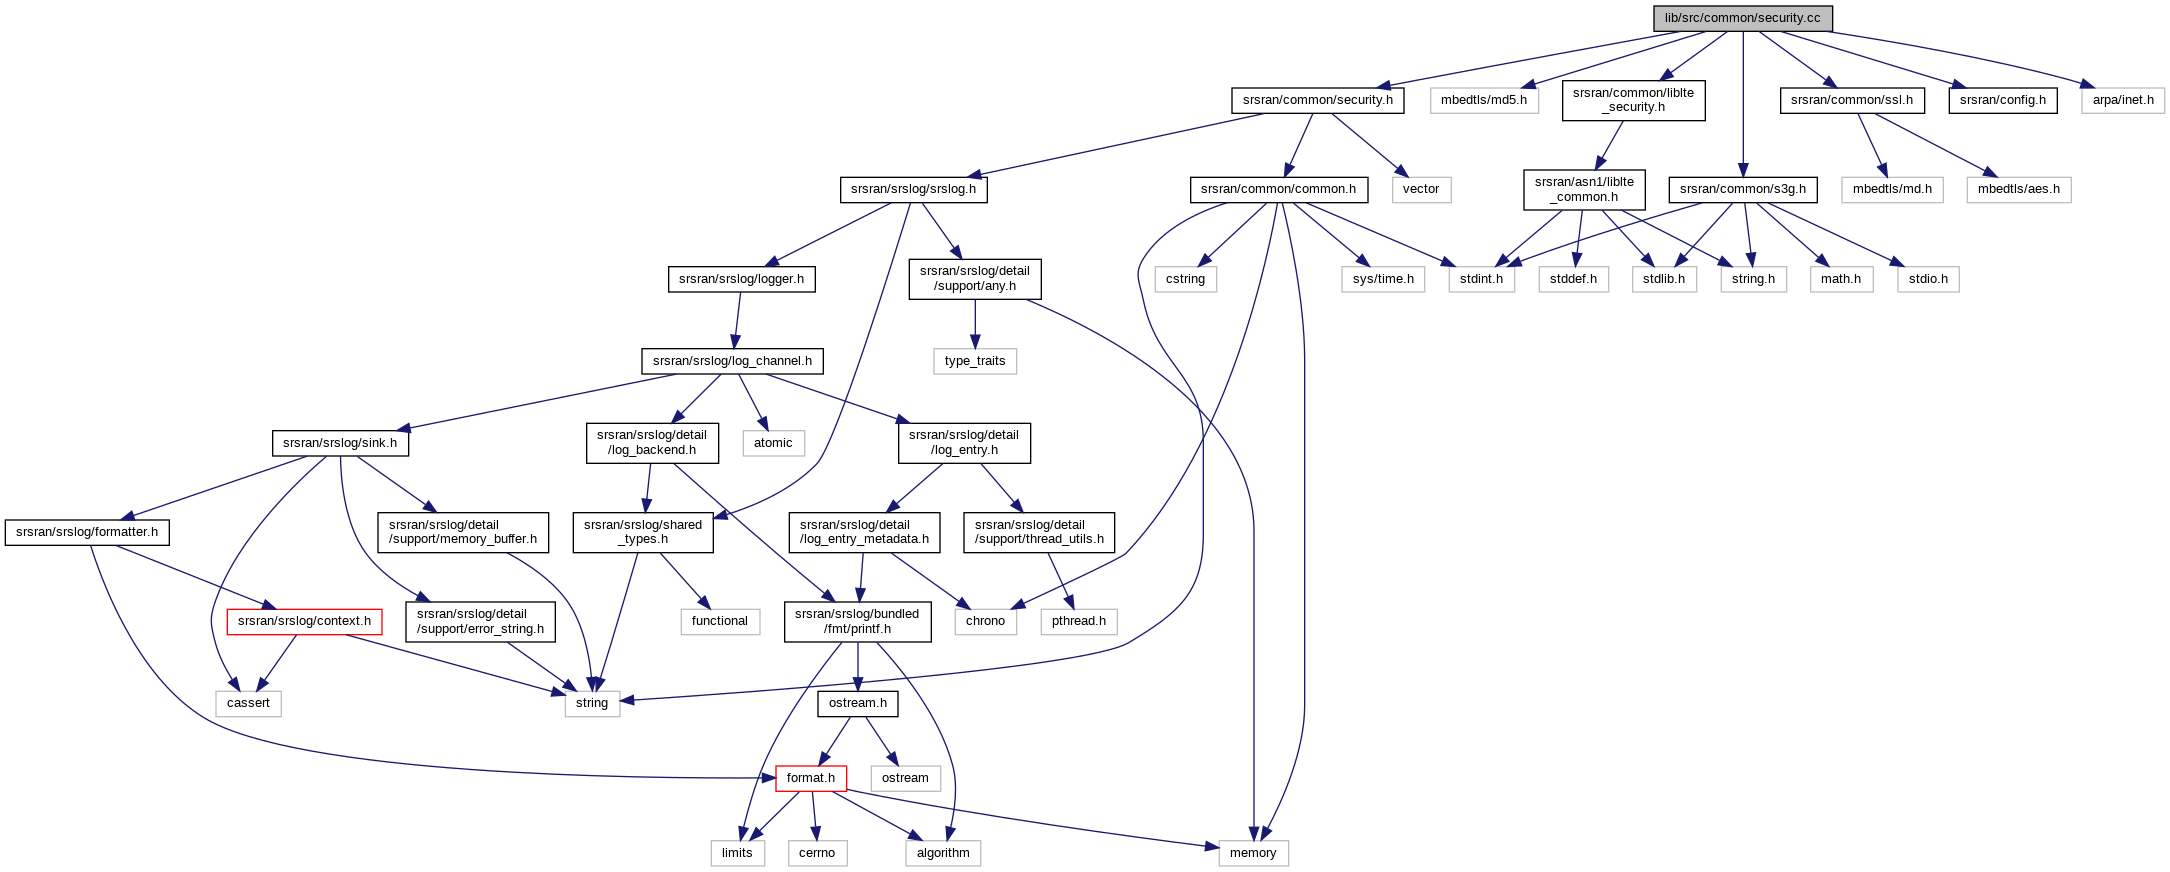 lib/src/common/security.cc
srsran/common/security.h
mbedtls/md5.h
srsran/common/liblte
_security.h
srsran/common/ssl.h
srsran/config.h
arpa/inet.h
srsran/srslog/srslog.h
srsran/common/common.h
vector
srsran/asn1/liblte
_common.h
srsran/common/s3g.h
mbedtls/md.h
mbedtls/aes.h
srsran/srslog/logger.h
srsran/srslog/detail
/support/any.h
cstring
sys/time.h
stdint.h
stddef.h
stdlib.h
string.h
math.h
stdio.h
srsran/srslog/log_channel.h
type_traits
srsran/srslog/sink.h
srsran/srslog/detail
/log_backend.h
atomic
srsran/srslog/detail
/log_entry.h
srsran/srslog/formatter.h
srsran/srslog/detail
/support/memory_buffer.h
srsran/srslog/shared
_types.h
srsran/srslog/detail
/log_entry_metadata.h
srsran/srslog/detail
/support/thread_utils.h
srsran/srslog/context.h
srsran/srslog/detail
/support/error_string.h
functional
srsran/srslog/bundled
/fmt/printf.h
chrono
pthread.h
cassert
string
ostream.h
format.h
ostream
limits
cerrno
algorithm
memory